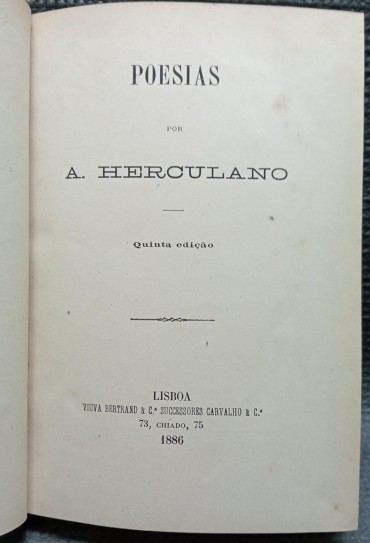 POESIAS
POR
A. HERCULANO
Quinta edição
LISBOA
VIUVA BERTRAND & C.ª SUCCESSORES CARVALHO & C.ª
73, CHIADO, 75
1886